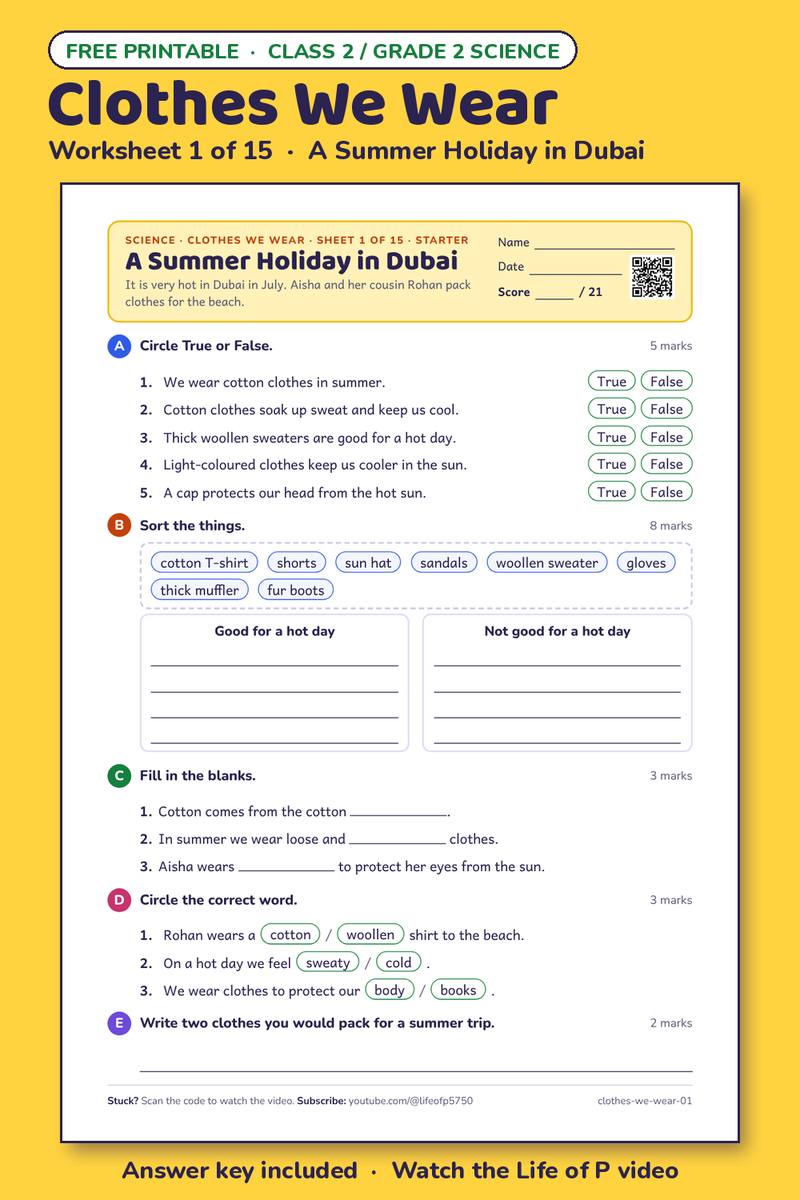 FREE PRINTABLE · CLASS 2 / GRADE 2 SCIENCE
Clothes We Wear
Worksheet 1 of 15 · A Summer Holiday in Dubai
SCIENCE · CLOTHES WE WEAR · SHEET 1 OF 15 · STARTER
A Summer Holiday in Dubai
It is very hot in Dubai in July. Aisha and her cousin Rohan pack
clothes for the beach.
Name
Date
Score ______ / 21
A Circle True or False. 5 marks
1. We wear cotton clothes in summer. True False
2. Cotton clothes soak up sweat and keep us cool. True False
3. Thick woollen sweaters are good for a hot day. True False
4. Light-coloured clothes keep us cooler in the sun. True False
5. A cap protects our head from the hot sun. True False
B Sort the things. 8 marks
cotton T-shirt shorts sun hat sandals woollen sweater gloves
thick muffler fur boots
Good for a hot day Not good for a hot day
C Fill in the blanks. 3 marks
1. Cotton comes from the cotton ____________.
2. In summer we wear loose and ____________ clothes.
3. Aisha wears ____________ to protect her eyes from the sun.
D Circle the correct word. 3 marks
1. Rohan wears a cotton / woollen shirt to the beach.
2. On a hot day we feel sweaty / cold .
3. We wear clothes to protect our body / books .
E Write two clothes you would pack for a summer trip. 2 marks
Stuck? Scan the code to watch the video. Subscribe: youtube.com/@lifeofp5750 clothes-we-wear-01
Answer key included · Watch the Life of P video